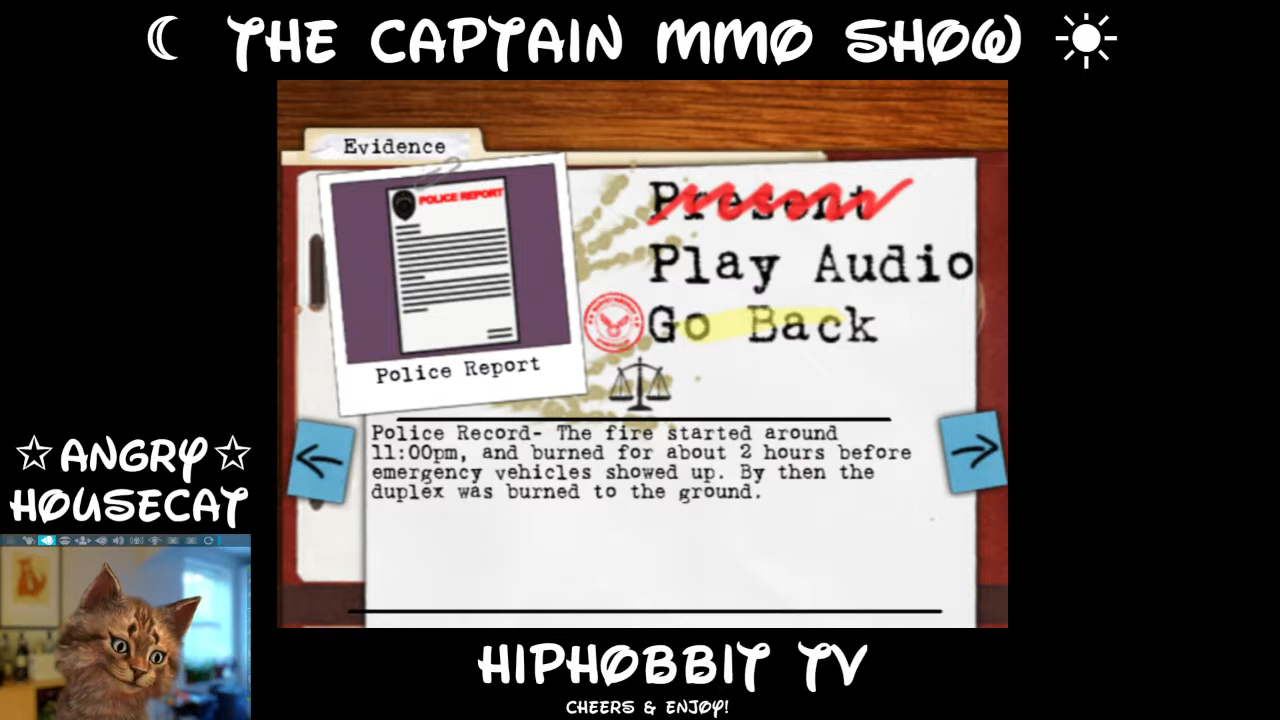 ☾ THE CAPTAIN MMO SHOW ☀
Evidence
POLICE REPORT
Police Report
Present
Play Audio
Go Back
Police Record- The fire started around
11:00pm, and burned for about 2 hours before
emergency vehicles showed up. By then the
duplex was burned to the ground.
☆ ANGRY ☆
HOUSECAT
HIPHOBBIT TV
CHEERS & ENJOY!